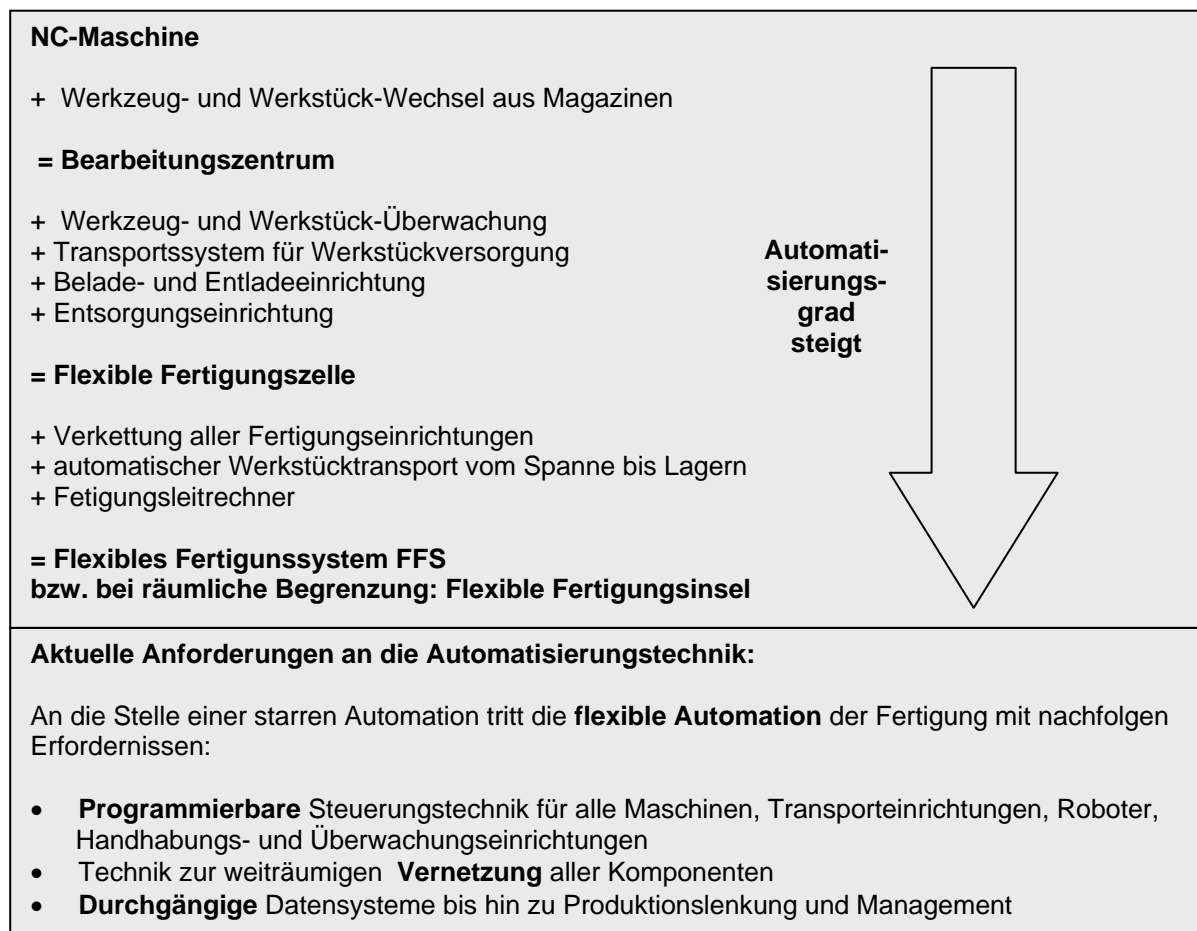 NC-Maschine
+ Werkzeug- und Werkstück-Wechsel aus Magazinen
= Bearbeitungszentrum
+ Werkzeug- und Werkstück-Überwachung
+ Transportssystem für Werkstückversorgung
+ Belade- und Entladeeinrichtung
+ Entsorgungseinrichtung
= Flexible Fertigungszelle
+ Verkettung aller Fertigungseinrichtungen
+ automatischer Werkstücktransport vom Spanne bis Lagern
+ Fetigungsleitrechner
= Flexibles Fertigunssystem FFS
bzw. bei räumliche Begrenzung: Flexible Fertigungsinsel
Automati-
sierungs-
grad
steigt
Aktuelle Anforderungen an die Automatisierungstechnik:
An die Stelle einer starren Automation tritt die flexible Automation der Fertigung mit nachfolgen
Erfordernissen:
• Programmierbare Steuerungstechnik für alle Maschinen, Transporteinrichtungen, Roboter,
Handhabungs- und Überwachungseinrichtungen
• Technik zur weiträumigen Vernetzung aller Komponenten
• Durchgängige Datensysteme bis hin zu Produktionslenkung und Management